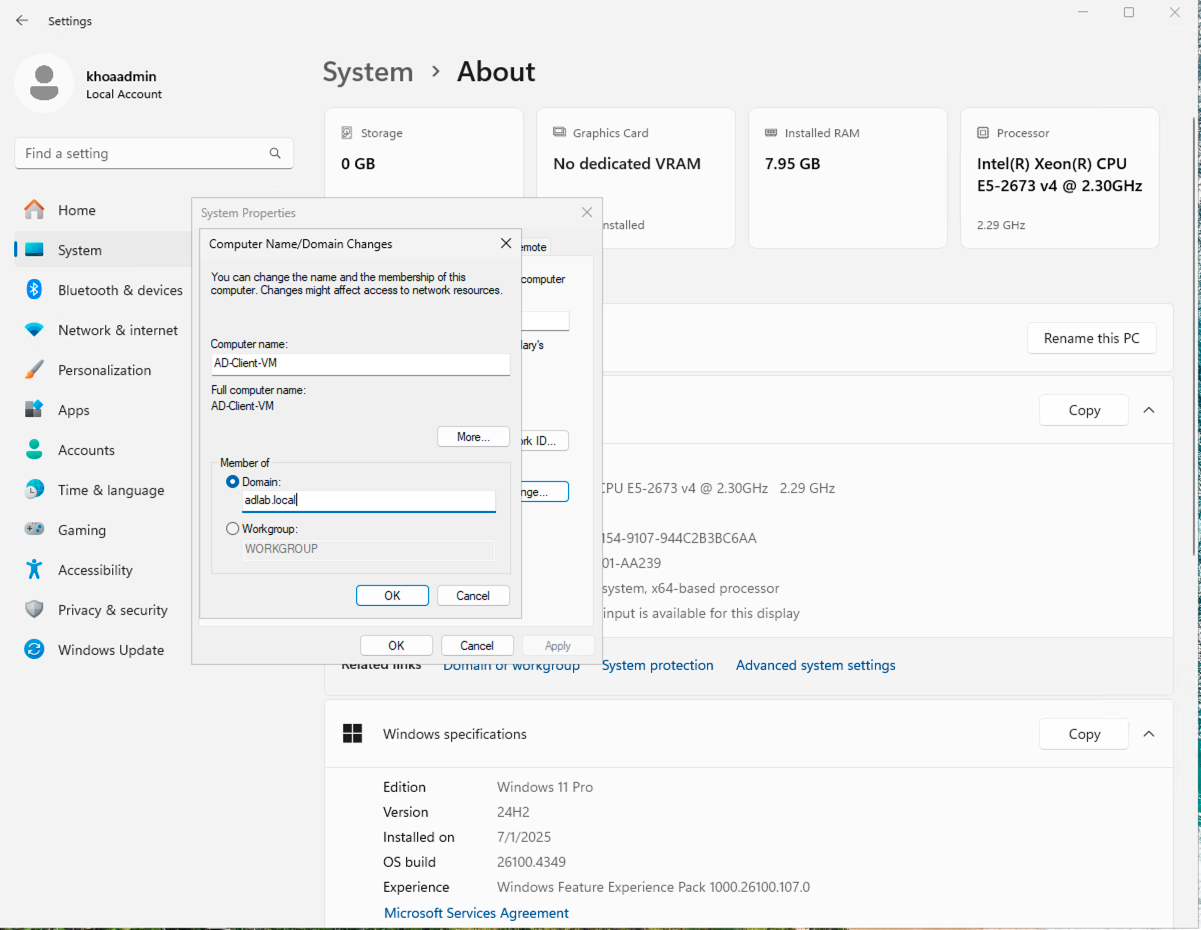 Settings
khoaadmin
Local Account
Find a setting
Home
System
Bluetooth & devices
Network & internet
Personalization
Apps
Accounts
Time & language
Gaming
Accessibility
Privacy & security
Windows Update
System › About
Storage
0 GB
Graphics Card
No dedicated VRAM
nstalled
Installed RAM
7.95 GB
Processor
Intel(R) Xeon(R) CPU
E5-2673 v4 @ 2.30GHz
2.29 GHz
Rename this PC
Copy
CPU E5-2673 v4 @ 2.30GHz 2.29 GHz
154-9107-944C2B3BC6AA
01-AA239
system, x64-based processor
input is available for this display
System Properties
emote
computer
lary's
ork ID...
nge...
OK Cancel Apply
Computer Name/Domain Changes
You can change the name and the membership of this
computer. Changes might affect access to network resources.
Computer name:
AD-Client-VM
Full computer name:
AD-Client-VM
More...
Member of
Domain:
adlab.local
Workgroup:
WORKGROUP
OK Cancel
Related links Domain or workgroup System protection Advanced system settings
Windows specifications
Copy
Edition Windows 11 Pro
Version 24H2
Installed on 7/1/2025
OS build 26100.4349
Experience Windows Feature Experience Pack 1000.26100.107.0
Microsoft Services Agreement